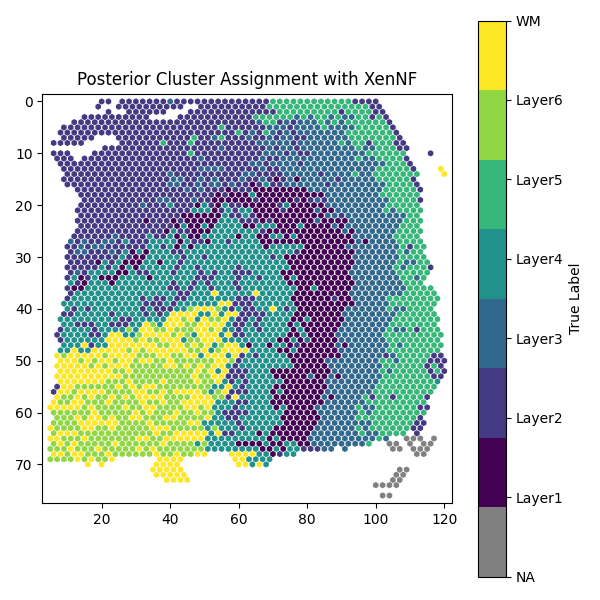 Posterior Cluster Assignment with XenNF
0
10
20
30
40
50
60
70
20
40
60
80
100
120
WM
Layer6
Layer5
Layer4
Layer3
Layer2
Layer1
NA
True Label